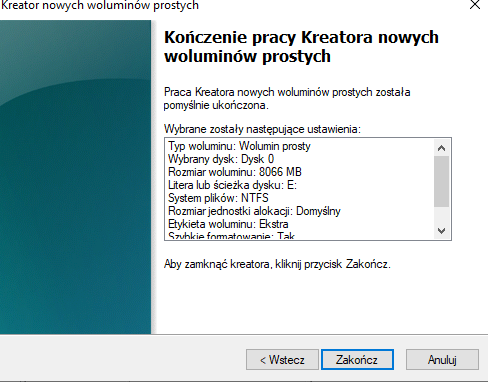 Kreator nowych woluminów prostych
Kończenie pracy Kreatora nowych
woluminów prostych
Praca Kreatora nowych woluminów prostych została
pomyślnie ukończona.
Wybrane zostały następujące ustawienia:
Typ woluminu: Wolumin prosty
Wybrany dysk: Dysk 0
Rozmiar woluminu: 8066 MB
Litera lub ścieżka dysku: E:
System plików: NTFS
Rozmiar jednostki alokacji: Domyślny
Etykieta woluminu: Ekstra
Szybkie formatowanie: Tak
Aby zamknąć kreatora, kliknij przycisk Zakończ.
< Wstecz
Zakończ
Anuluj